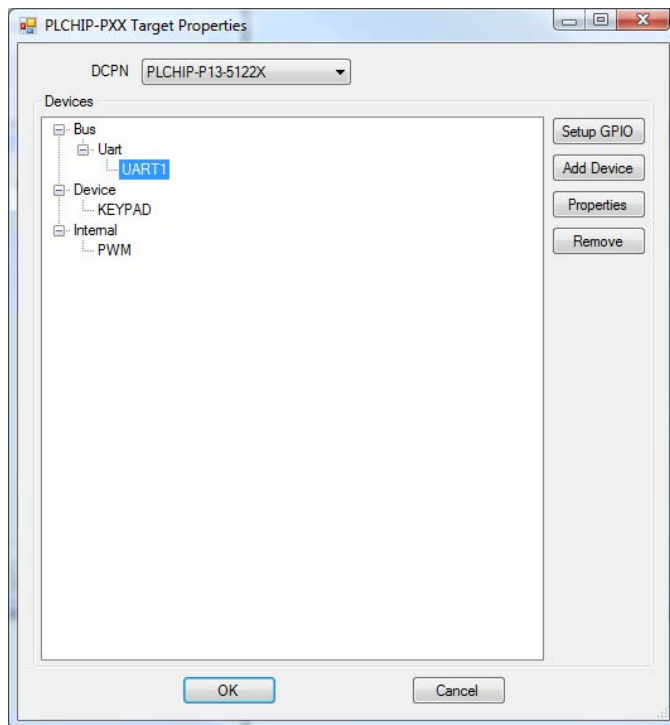 PLCHIP-PXX Target Properties
DCPN PLCHIP-P13-5122X
Devices
Bus
Uart
UART1
Device
KEYPAD
Internal
PWM
Setup GPIO
Add Device
Properties
Remove
OK Cancel